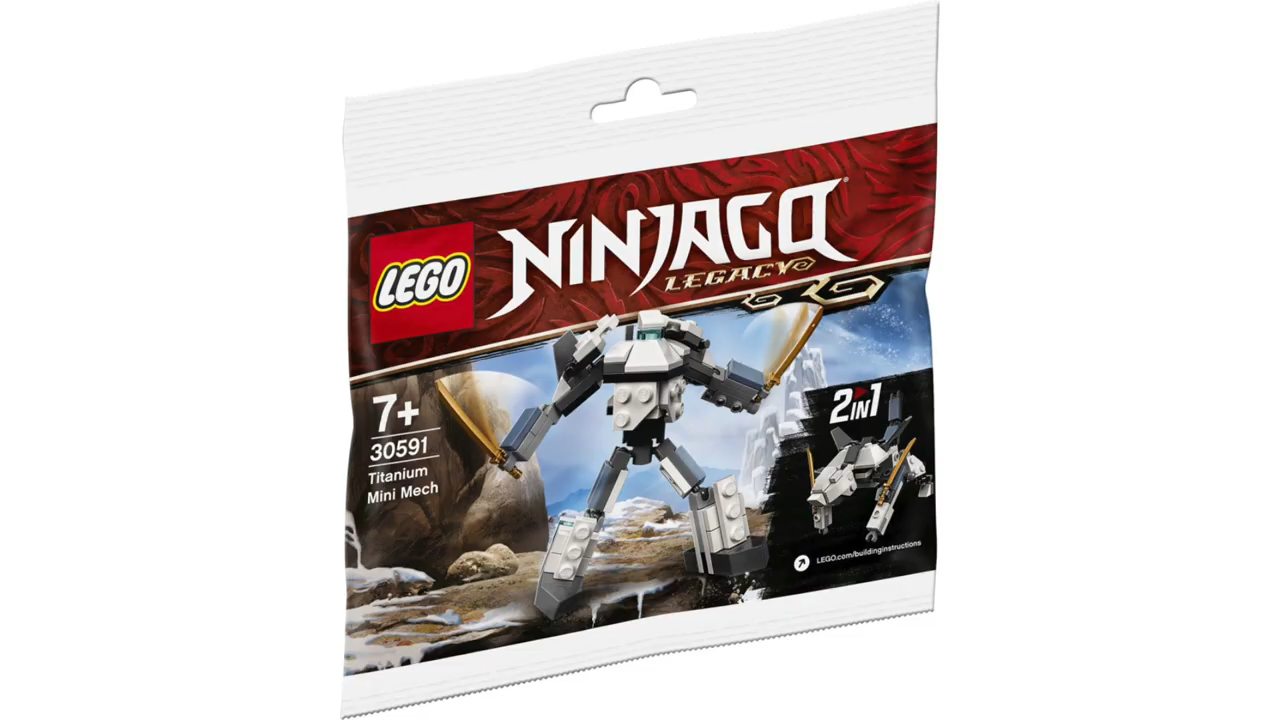 NINJAGO®
LEGACY
LEGO
7+
30591
Titanium
Mini Mech
2IN1
LEGO.com/buildinginstructions